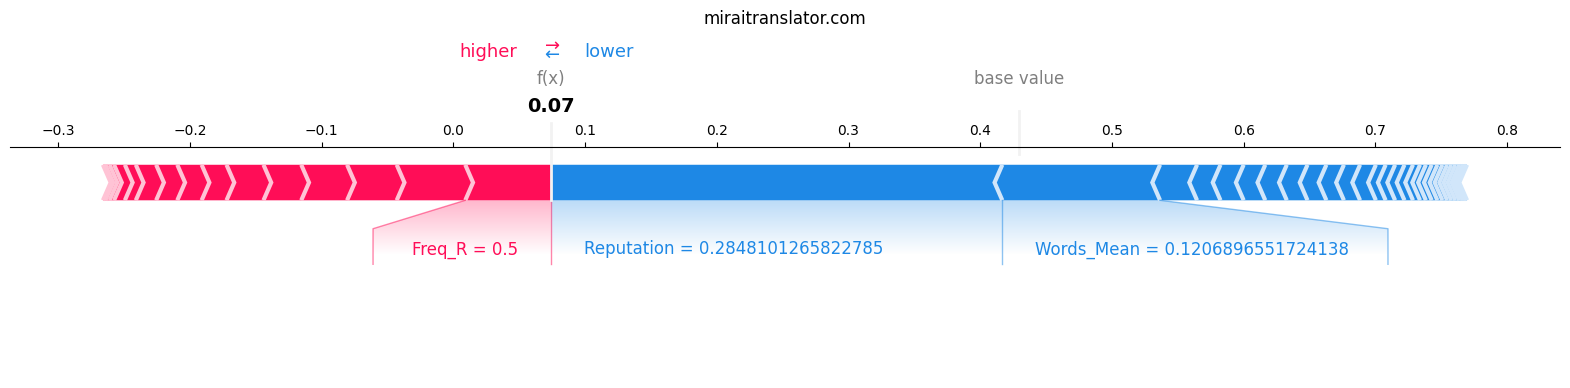 miraitranslator.com
higher → lower
←
f(x) base value
0.07
−0.3 −0.2 −0.1 0.0 0.1 0.2 0.3 0.4 0.5 0.6 0.7 0.8
Freq_R = 0.5 Reputation = 0.2848101265822785 Words_Mean = 0.1206896551724138